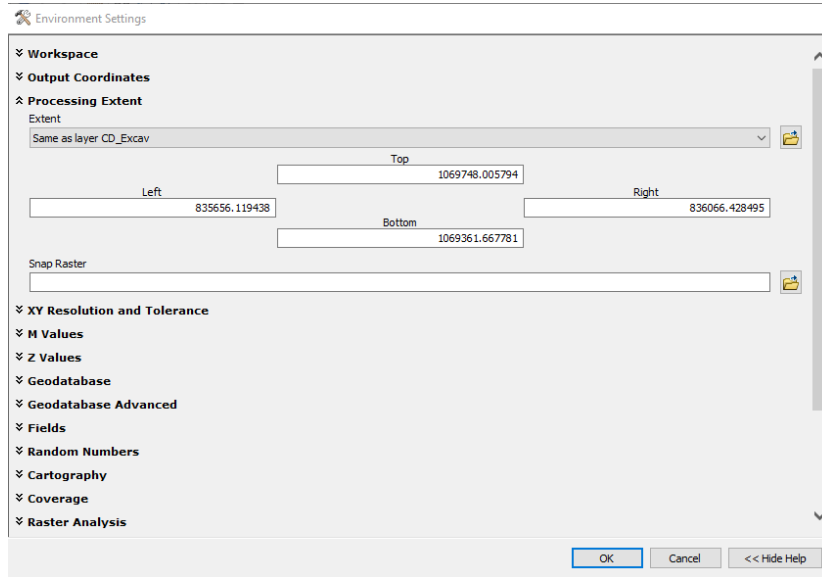 Environment Settings
Workspace
Output Coordinates
Processing Extent
Extent
Same as layer CD_Excav
Top
1069748.005794
Left
Right
835656.119438
836066.428495
Bottom
1069361.667781
Snap Raster
XY Resolution and Tolerance
M Values
Z Values
Geodatabase
Geodatabase Advanced
Fields
Random Numbers
Cartography
Coverage
Raster Analysis
OK
Cancel
<< Hide Help